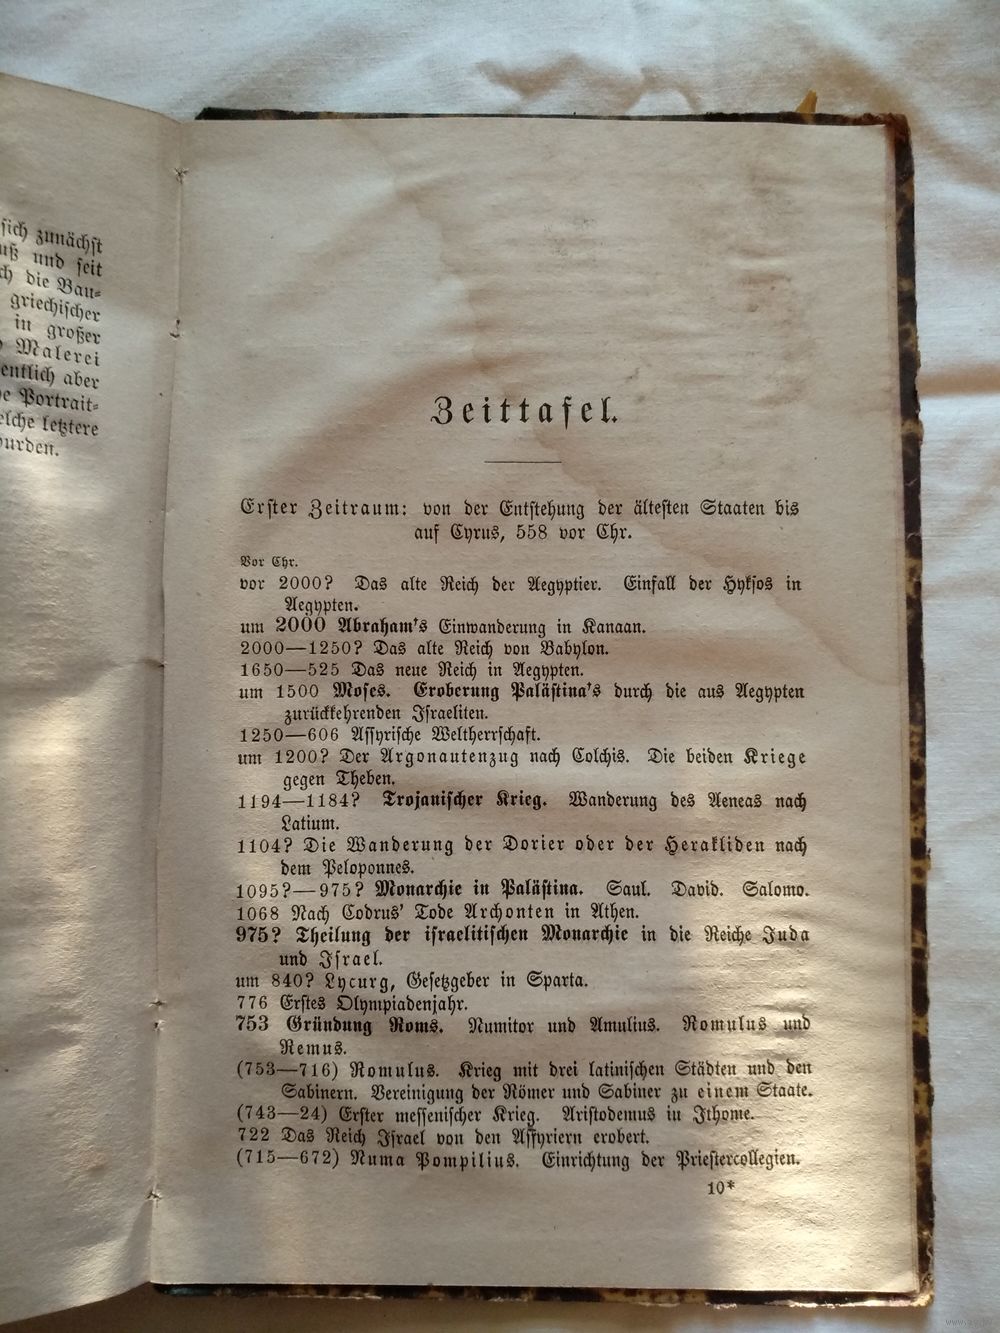 sich zunächst
und seit
die Bau-
griechischer
in großer
Malerei
aber
Portrait-
letztere
Zeittafel.
Erster Zeitraum: von der Entstehung der ältesten Staaten bis
auf Cyrus, 558 vor Chr.
Vor Chr.
vor 2000? Das alte Reich der Aegyptier. Einfall der Hyksos in
Aegypten.
um 2000 Abraham's Einwanderung in Kanaan.
2000—1250? Das alte Reich von Babylon.
1650—525 Das neue Reich in Aegypten.
um 1500 Moses. Eroberung Palästina's durch die aus Aegypten
zurückkehrenden Israeliten.
1250—606 Assyrische Weltherrschaft.
um 1200? Der Argonautenzug nach Colchis. Die beiden Kriege
gegen Theben.
1194—1184? Trojanischer Krieg. Wanderung des Aeneas nach
Latium.
1104? Die Wanderung der Dorier oder der Herakliden nach
dem Peloponnes.
1095?—975? Monarchie in Palästina. Saul. David. Salomo.
1068 Nach Codrus' Tode Archonten in Athen.
975? Theilung der israelitischen Monarchie in die Reiche Juda
und Israel.
um 840? Lycurg, Gesetzgeber in Sparta.
776 Erstes Olympiadenjahr.
753 Gründung Roms. Numitor und Amulius. Romulus und
Remus.
(753—716) Romulus. Krieg mit drei latinischen Städten und den
Sabinern. Vereinigung der Römer und Sabiner zu einem Staate.
(743—24) Erster messenischer Krieg. Aristodemus in Ithome.
722 Das Reich Israel von den Assyriern erobert.
(715—672) Numa Pompilius. Einrichtung der Priestercollegien.
10*